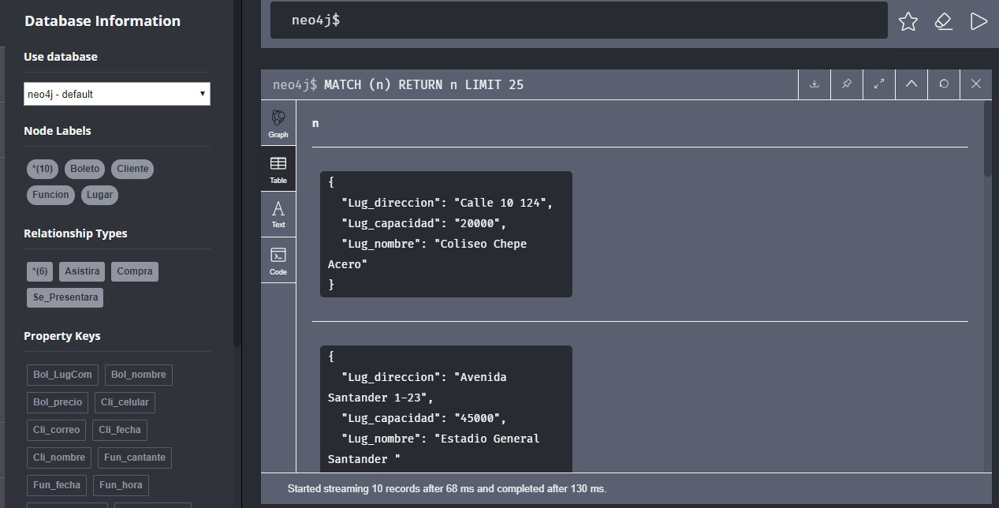 Database Information
Use database
neo4j - default
Node Labels
*(10) Boleto Cliente
Funcion Lugar
Relationship Types
*(6) Asistira Compra
Se_Presentara
Property Keys
Bol_LugCom Bol_nombre
Bol_precio Cli_celular
Cli_correo Cli_fecha
Cli_nombre Fun_cantante
Fun_fecha Fun_hora
neo4j$
neo4j$ MATCH (n) RETURN n LIMIT 25
Graph
Table
Text
Code
n
{
"Lug_direccion": "Calle 10 124",
"Lug_capacidad": "20000",
"Lug_nombre": "Coliseo Chepe
Acero"
}
{
"Lug_direccion": "Avenida
Santander 1-23",
"Lug_capacidad": "45000",
"Lug_nombre": "Estadio General
Santander "
Started streaming 10 records after 68 ms and completed after 130 ms.